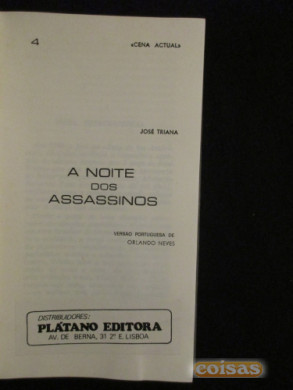 4
«CENA ACTUAL»
JOSÉ TRIANA
A NOITE
DOS
ASSASSINOS
VERSÃO PORTUGUESA DE
ORLANDO NEVES
DISTRIBUIDORES:
PLÁTANO EDITORA
AV. DE BERNA, 31 2º E. LISBOA
coisas